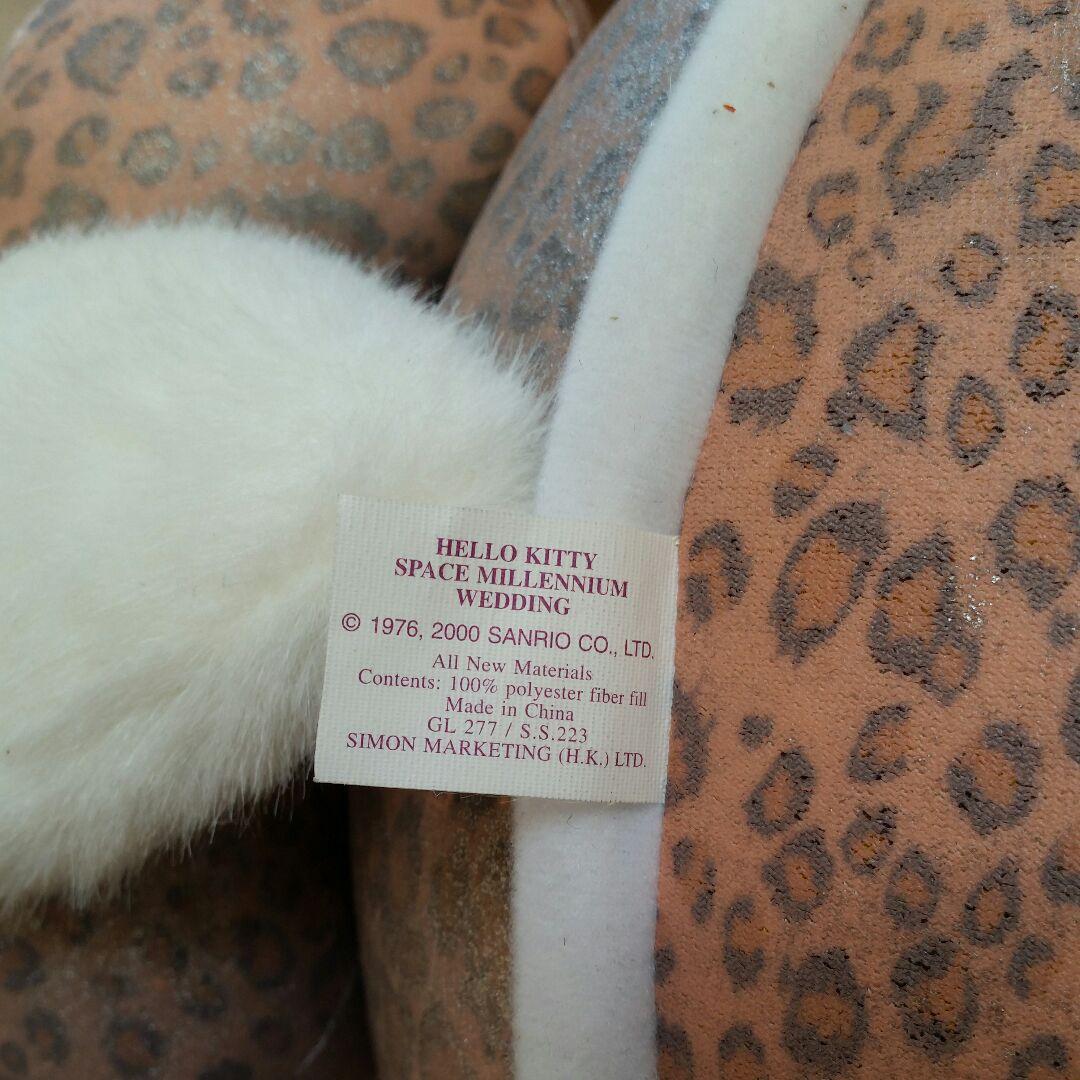 HELLO KITTY
SPACE MILLENNIUM
WEDDING
© 1976, 2000 SANRIO CO., LTD.
All New Materials
Contents: 100% polyester fiber fill
Made in China
GL 277 / S.S.223
SIMON MARKETING (H.K.) LTD.